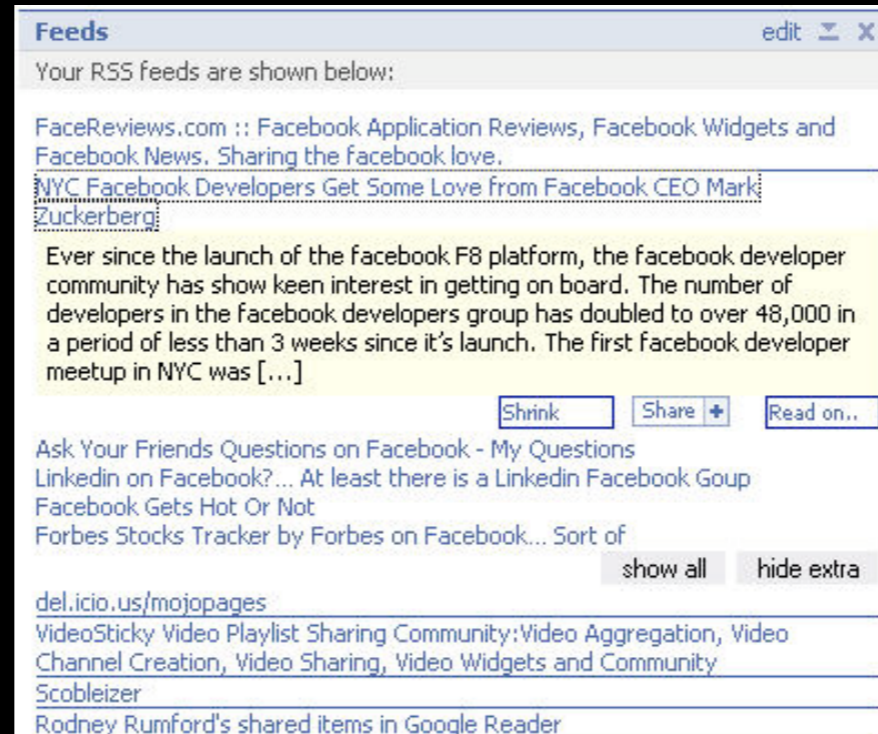 Feeds edit x
Your RSS feeds are shown below:
FaceReviews.com :: Facebook Application Reviews, Facebook Widgets and
Facebook News. Sharing the facebook love.
NYC Facebook Developers Get Some Love from Facebook CEO Mark
Zuckerberg
Ever since the launch of the facebook F8 platform, the facebook developer
community has show keen interest in getting on board. The number of
developers in the facebook developers group has doubled to over 48,000 in
a period of less than 3 weeks since it's launch. The first facebook developer
meetup in NYC was [...]
Shrink Share + Read on..
Ask Your Friends Questions on Facebook - My Questions
Linkedin on Facebook?... At least there is a Linkedin Facebook Goup
Facebook Gets Hot Or Not
Forbes Stocks Tracker by Forbes on Facebook... Sort of
show all hide extra
del.icio.us/mojopages
VideoSticky Video Playlist Sharing Community:Video Aggregation, Video
Channel Creation, Video Sharing, Video Widgets and Community
Scobleizer
Rodney Rumford's shared items in Google Reader